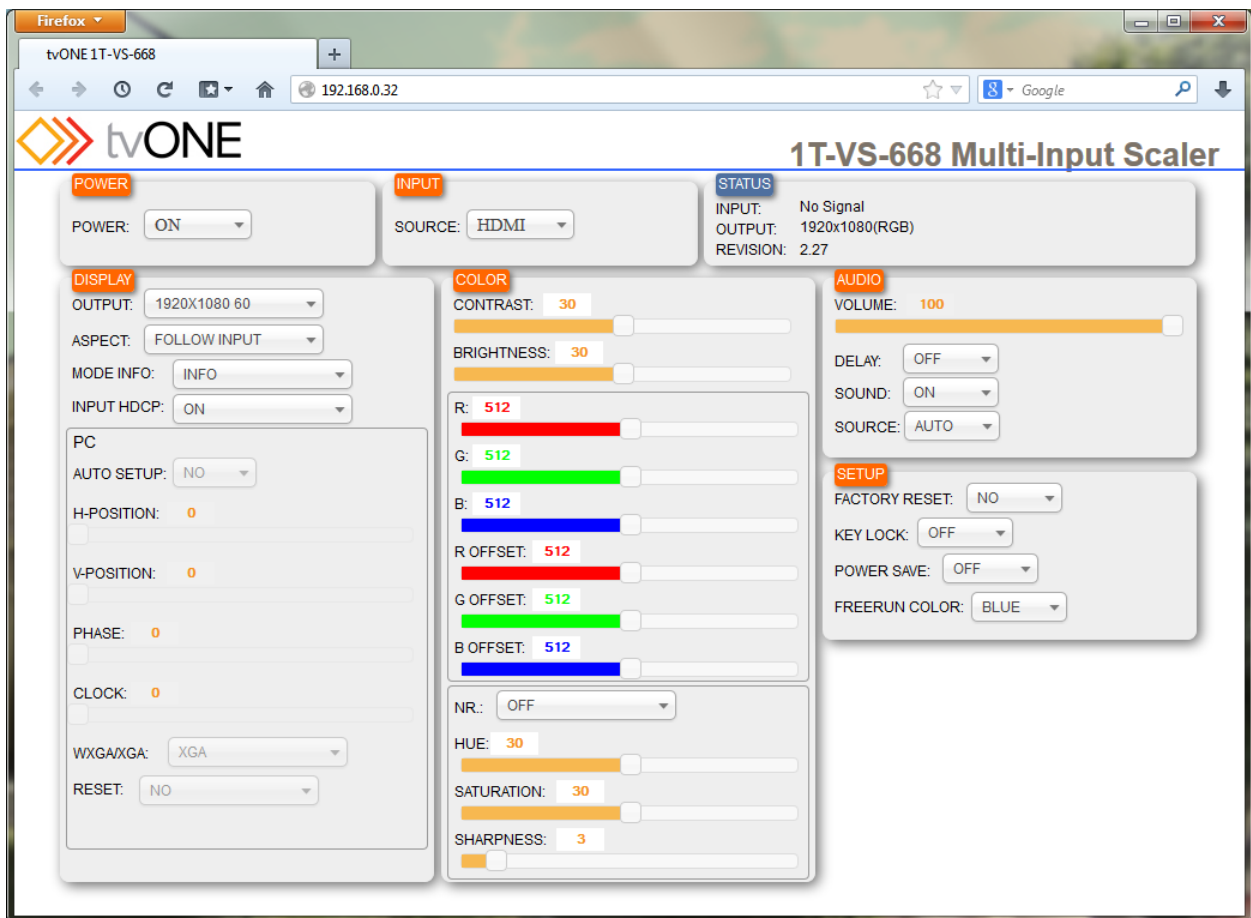 Firefox
tvONE 1T-VS-668
192.168.0.32
8 Google
tvONE
1T-VS-668 Multi-Input Scaler
POWER
POWER: ON
INPUT
SOURCE: HDMI
STATUS
INPUT: No Signal
OUTPUT: 1920x1080(RGB)
REVISION: 2.27
DISPLAY
OUTPUT: 1920X1080 60
ASPECT: FOLLOW INPUT
MODE INFO: INFO
INPUT HDCP: ON
PC
AUTO SETUP: NO
H-POSITION: 0
V-POSITION: 0
PHASE: 0
CLOCK: 0
WXGA/XGA: XGA
RESET: NO
COLOR
CONTRAST: 30
BRIGHTNESS: 30
R: 512
G: 512
B: 512
R OFFSET: 512
G OFFSET: 512
B OFFSET: 512
NR.: OFF
HUE: 30
SATURATION: 30
SHARPNESS: 3
AUDIO
VOLUME: 100
DELAY: OFF
SOUND: ON
SOURCE: AUTO
SETUP
FACTORY RESET: NO
KEY LOCK: OFF
POWER SAVE: OFF
FREERUN COLOR: BLUE